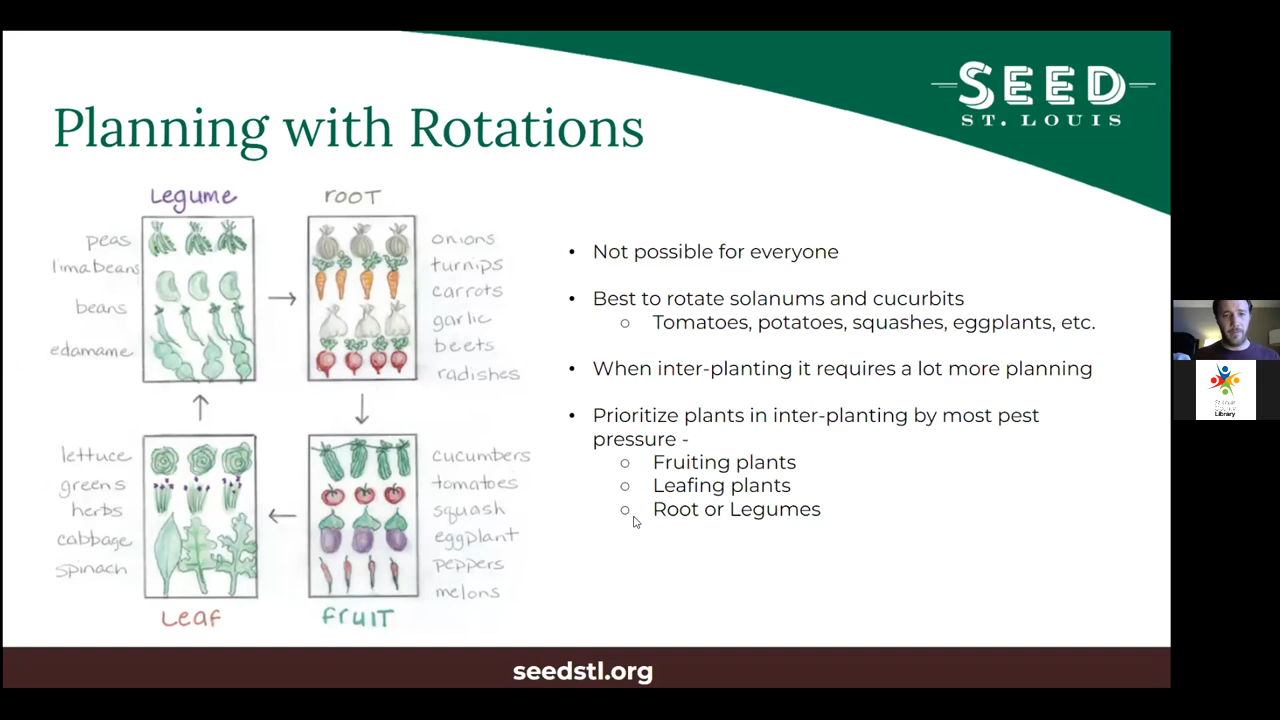 SEED
ST. LOUIS
Planning with Rotations
Legume
root
peas
lima beans
beans
edamame
onions
turnips
carrots
garlic
beets
radishes
lettuce
greens
herbs
cabbage
spinach
cucumbers
tomatoes
squash
eggplant
peppers
melons
Leaf
fruit
• Not possible for everyone
• Best to rotate solanums and cucurbits
○ Tomatoes, potatoes, squashes, eggplants, etc.
• When inter-planting it requires a lot more planning
• Prioritize plants in inter-planting by most pest
pressure -
○ Fruiting plants
○ Leafing plants
○ Root or Legumes
Library
seedstl.org